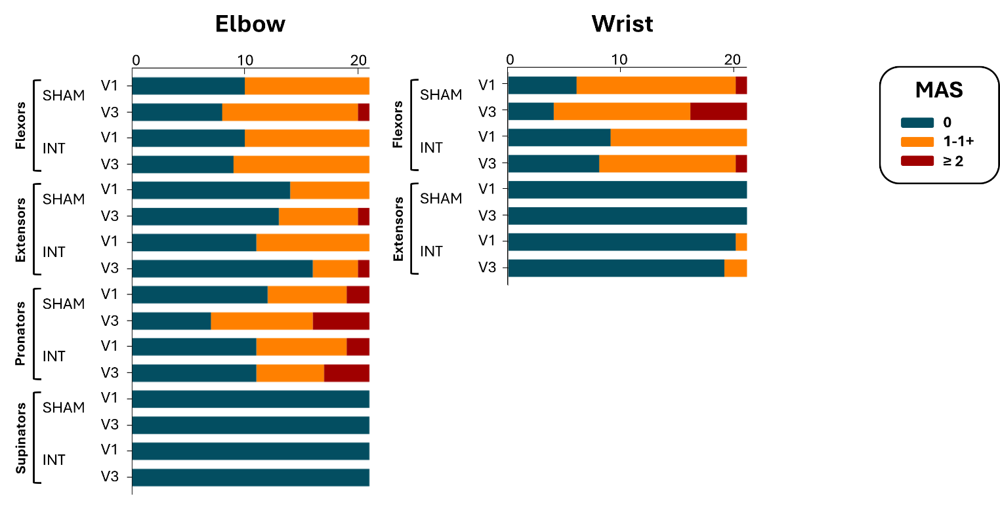 Elbow
0 10 20
Flexors
SHAM
V1
V3
INT
V1
V3
Extensors
SHAM
V1
V3
INT
V1
V3
Pronators
SHAM
V1
V3
INT
V1
V3
Supinators
SHAM
V1
V3
INT
V1
V3
Wrist
0 10 20
Flexors
SHAM
V1
V3
INT
V1
V3
Extensors
SHAM
V1
V3
INT
V1
V3
MAS
0
1-1+
≥ 2